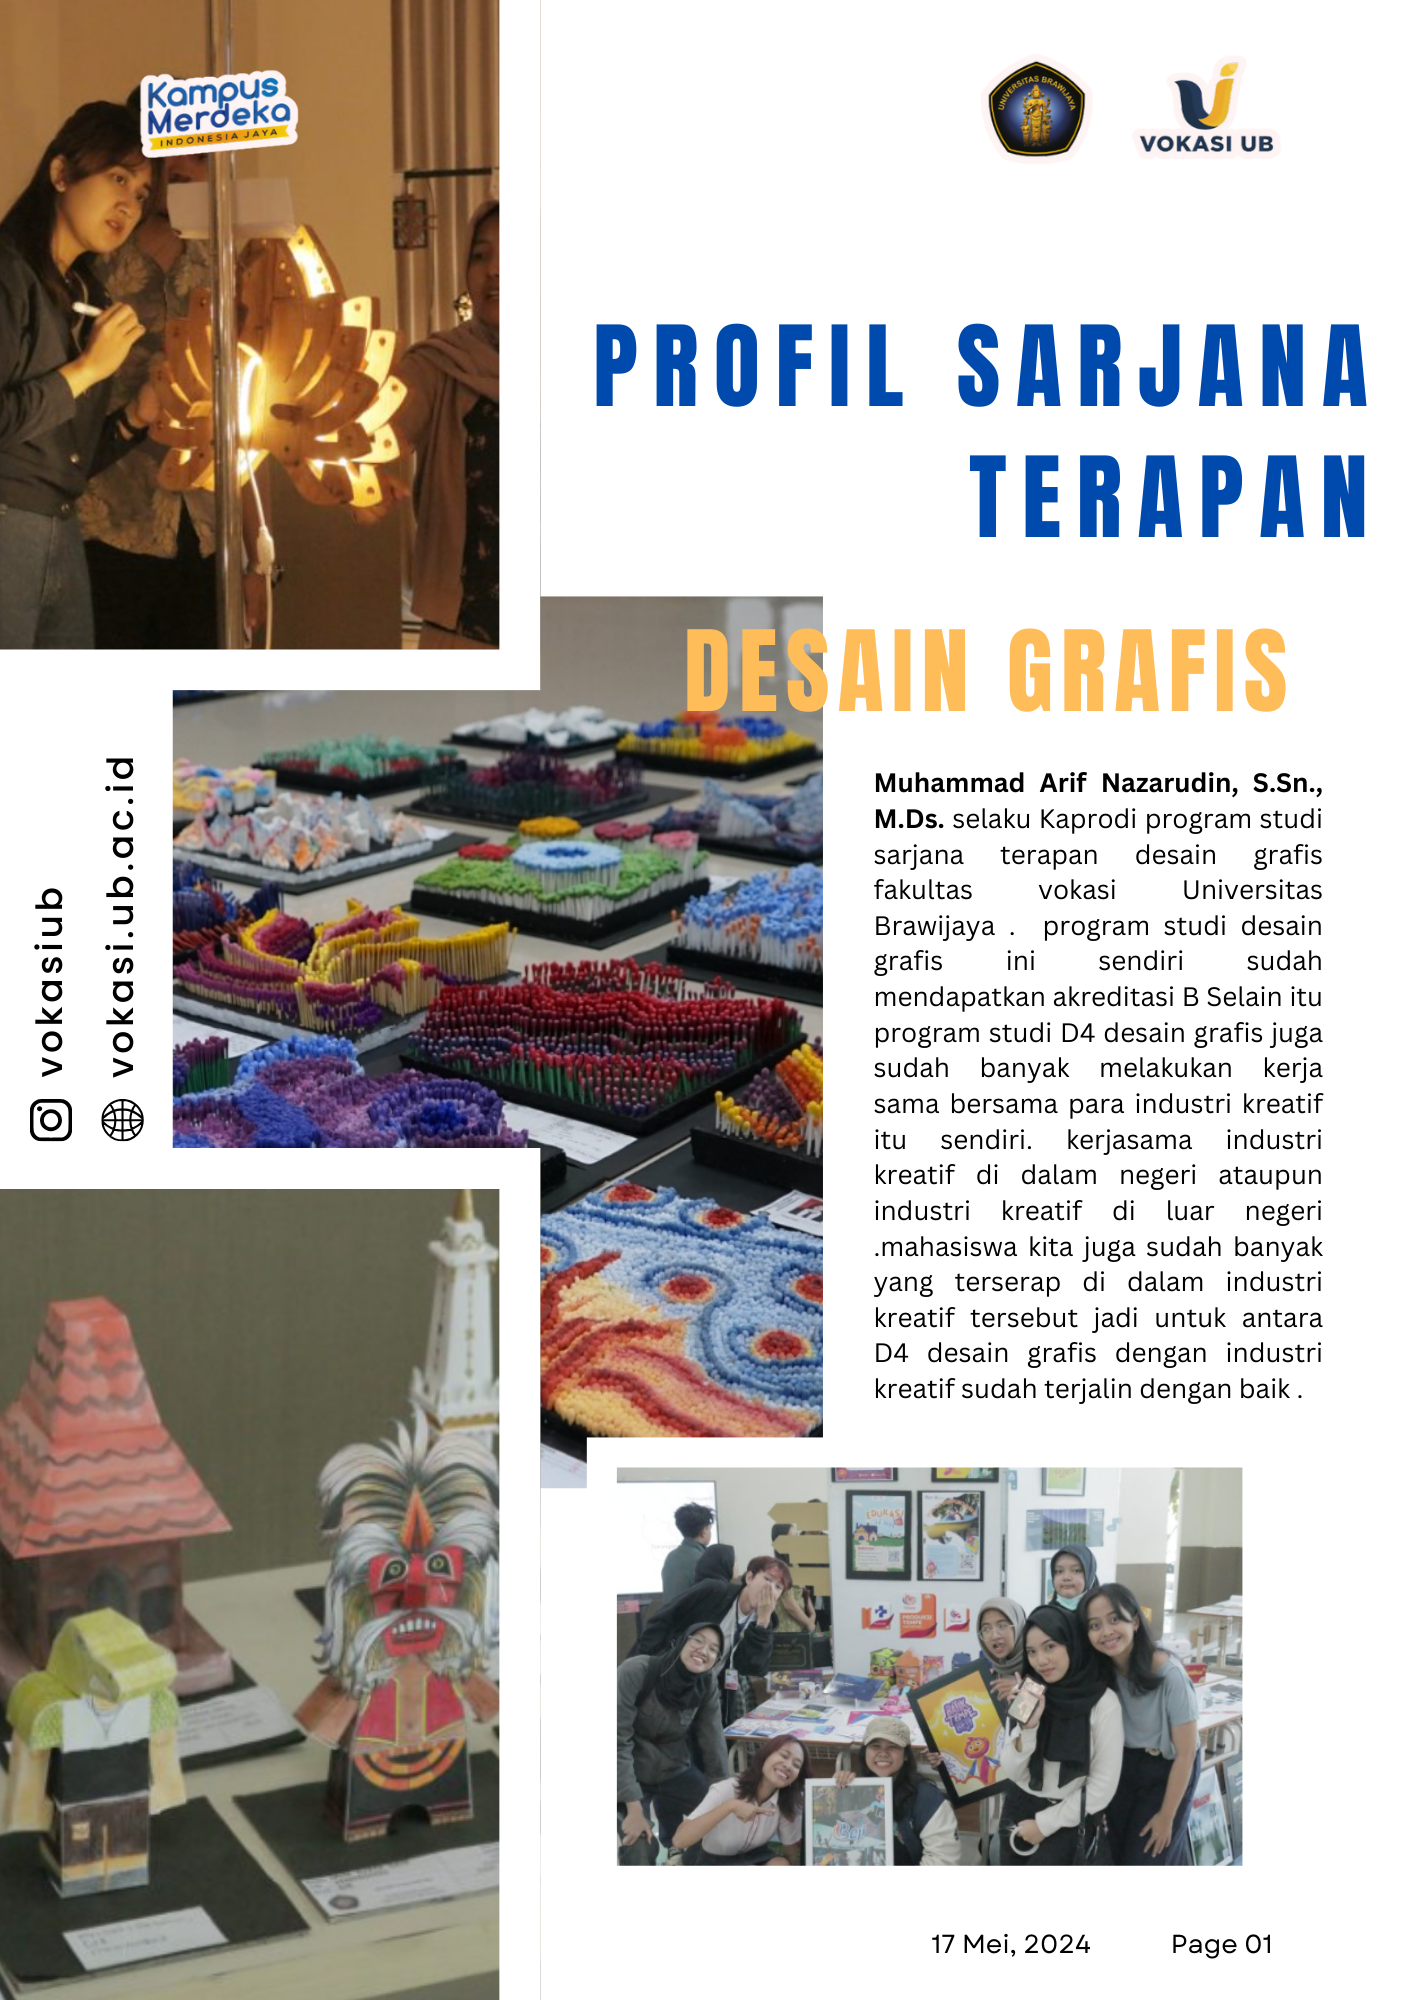 Kampus
Merdeka
INDONESIA JAYA
UNIVERSITAS BRAWIJAYA
VOKASI UB
PROFIL SARJANA
TERAPAN
DESAIN GRAFIS
Muhammad Arif Nazarudin, S.Sn.,
M.Ds. selaku Kaprodi program studi
sarjana terapan desain grafis
fakultas vokasi Universitas
Brawijaya . program studi desain
grafis ini sendiri sudah
mendapatkan akreditasi B Selain itu
program studi D4 desain grafis juga
sudah banyak melakukan kerja
sama bersama para industri kreatif
itu sendiri. kerjasama industri
kreatif di dalam negeri ataupun
industri kreatif di luar negeri
.mahasiswa kita juga sudah banyak
yang terserap di dalam industri
kreatif tersebut jadi untuk antara
D4 desain grafis dengan industri
kreatif sudah terjalin dengan baik .
vokasiub
vokasi.ub.ac.id
EDUKASI
PRODUKSI
TEMPE
17 Mei, 2024
Page 01